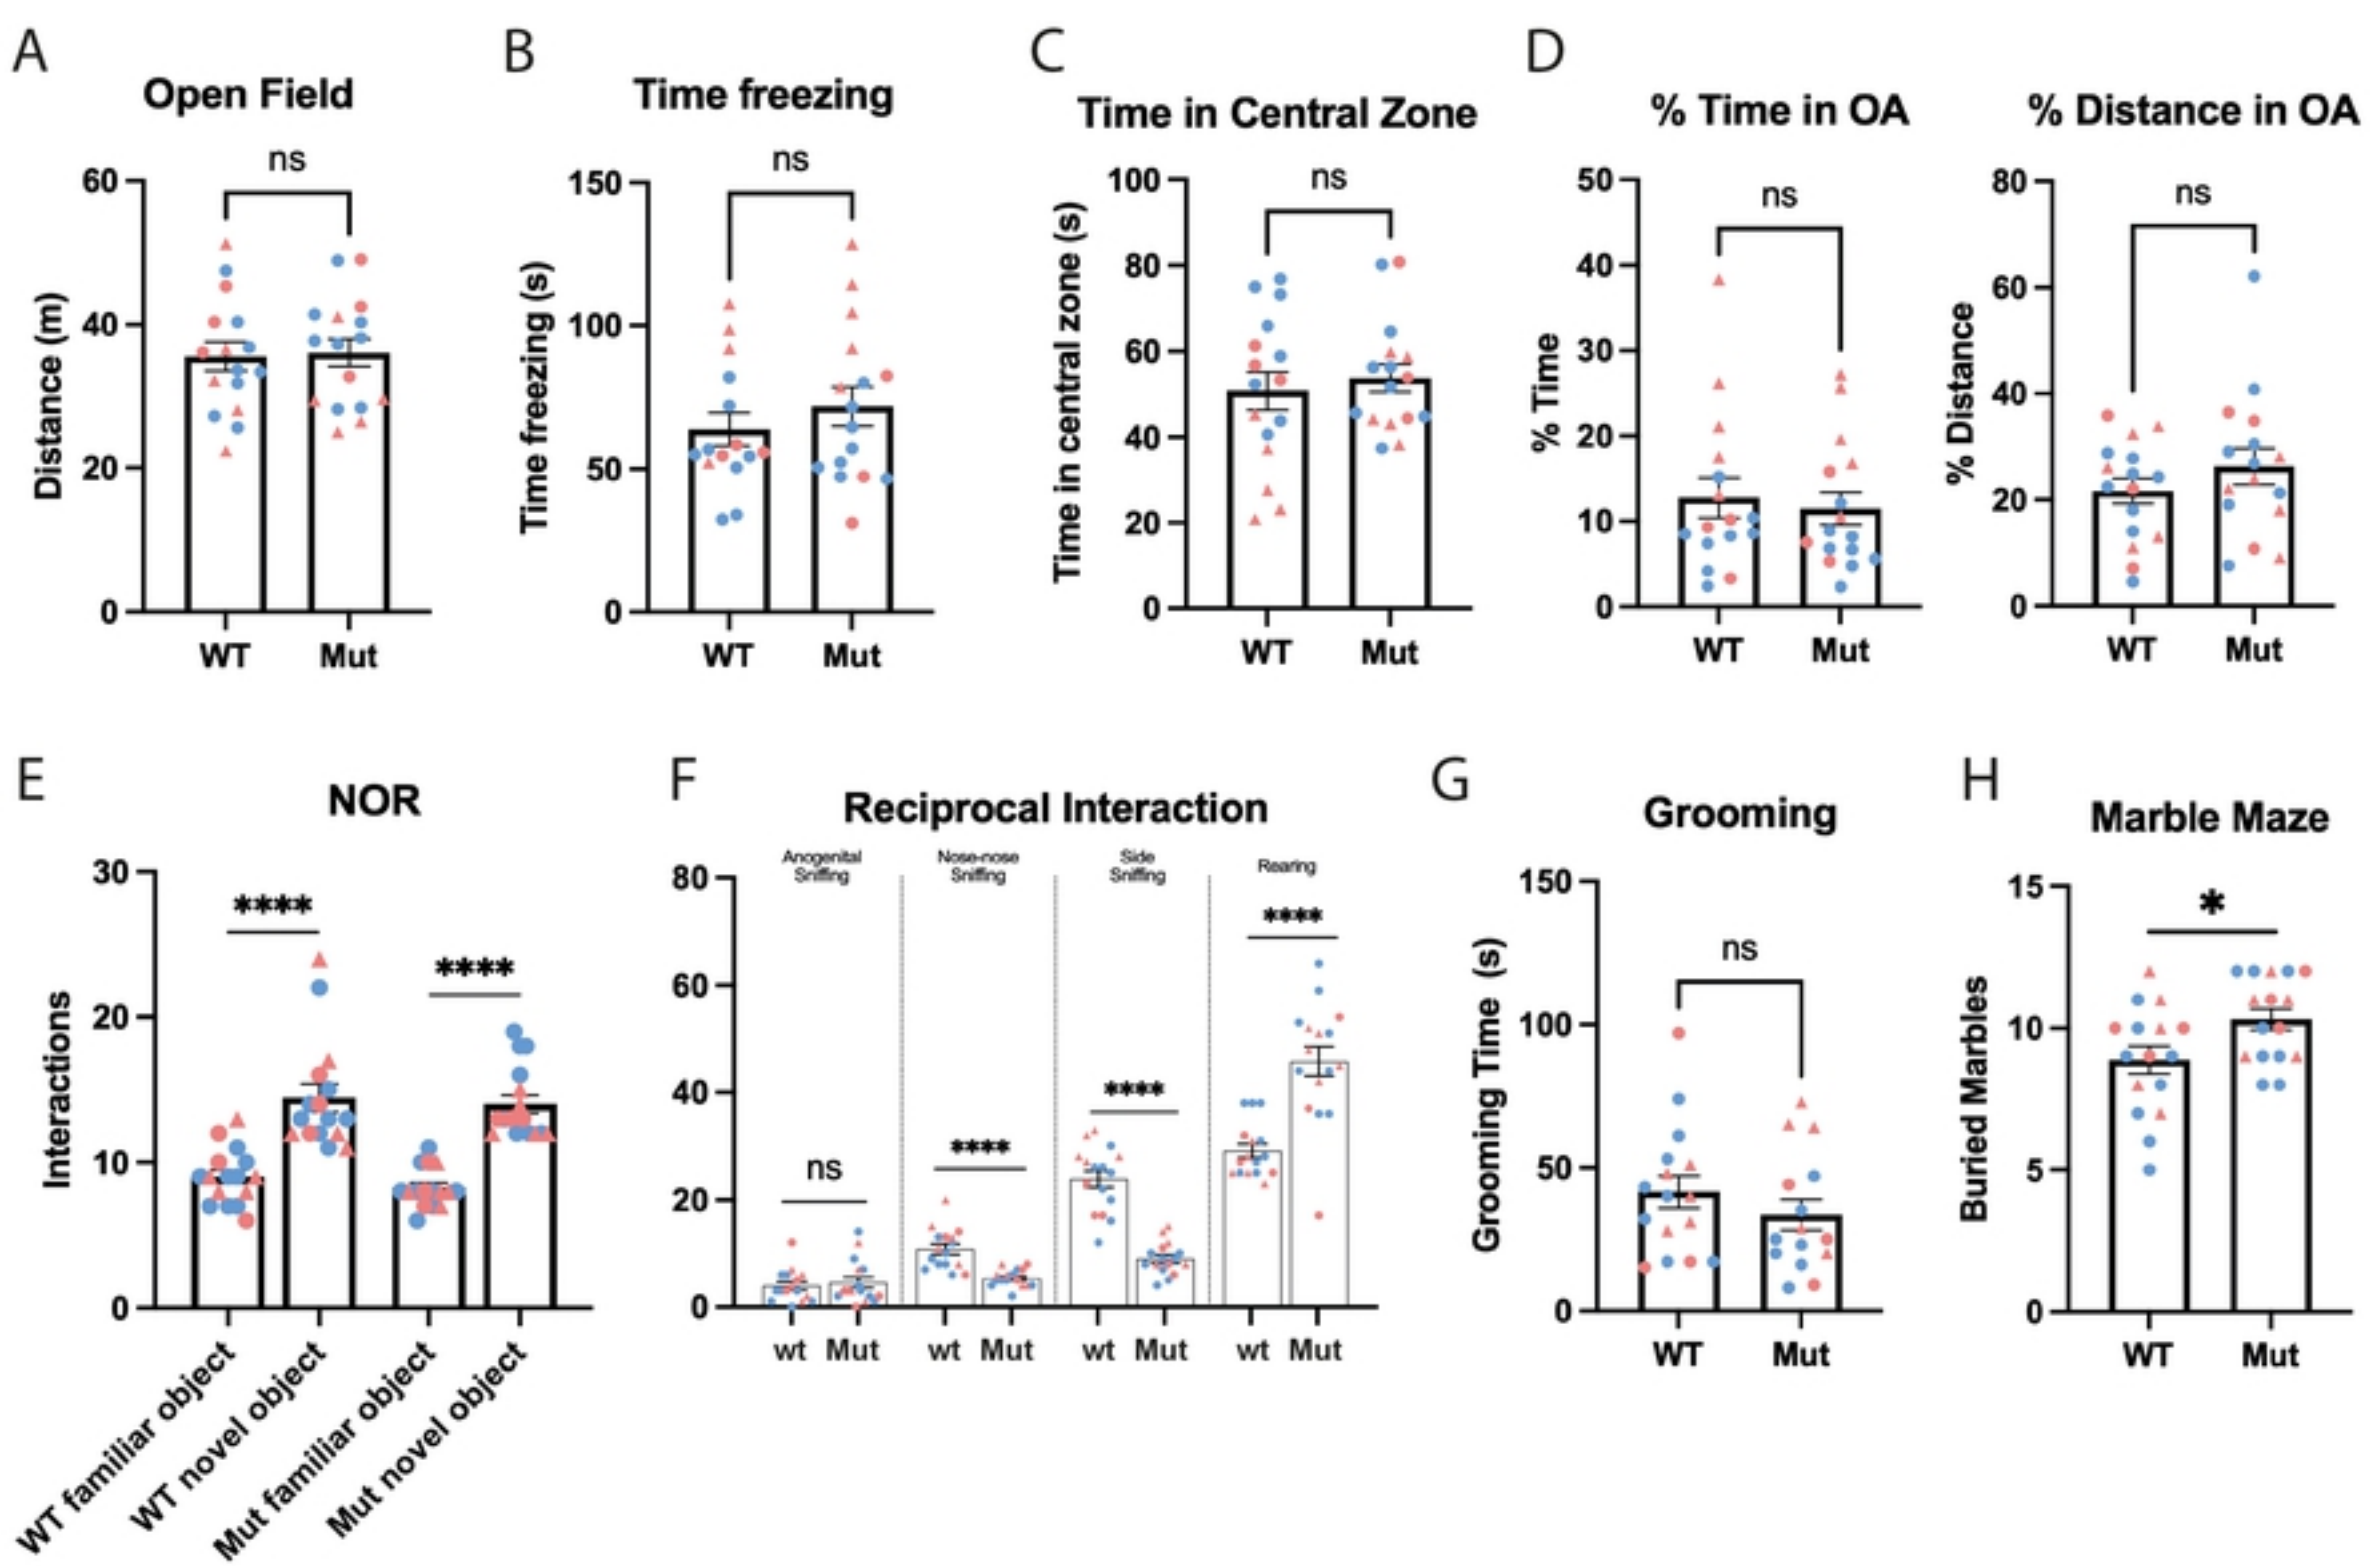 A
Open Field
ns
60
40
20
0
Distance (m)
WT
Mut
B
Time freezing
ns
150
100
50
0
Time freezing (s)
WT
Mut
C
Time in Central Zone
ns
100
80
60
40
20
0
Time in central zone (s)
WT
Mut
D
% Time in OA
ns
50
40
30
20
10
0
% Time
WT
Mut
% Distance in OA
ns
80
60
40
20
0
% Distance
WT
Mut
E
NOR
****
****
30
20
10
0
Interactions
WT familiar object
WT novel object
Mut familiar object
Mut novel object
F
Reciprocal Interaction
Anogenital
Sniffing
Nose-nose
Sniffing
Side
Sniffing
Rearing
ns
****
****
****
80
60
40
20
0
wt
Mut
wt
Mut
wt
Mut
wt
Mut
G
Grooming
ns
150
100
50
0
Grooming Time (s)
WT
Mut
H
Marble Maze
*
15
10
5
0
Buried Marbles
WT
Mut